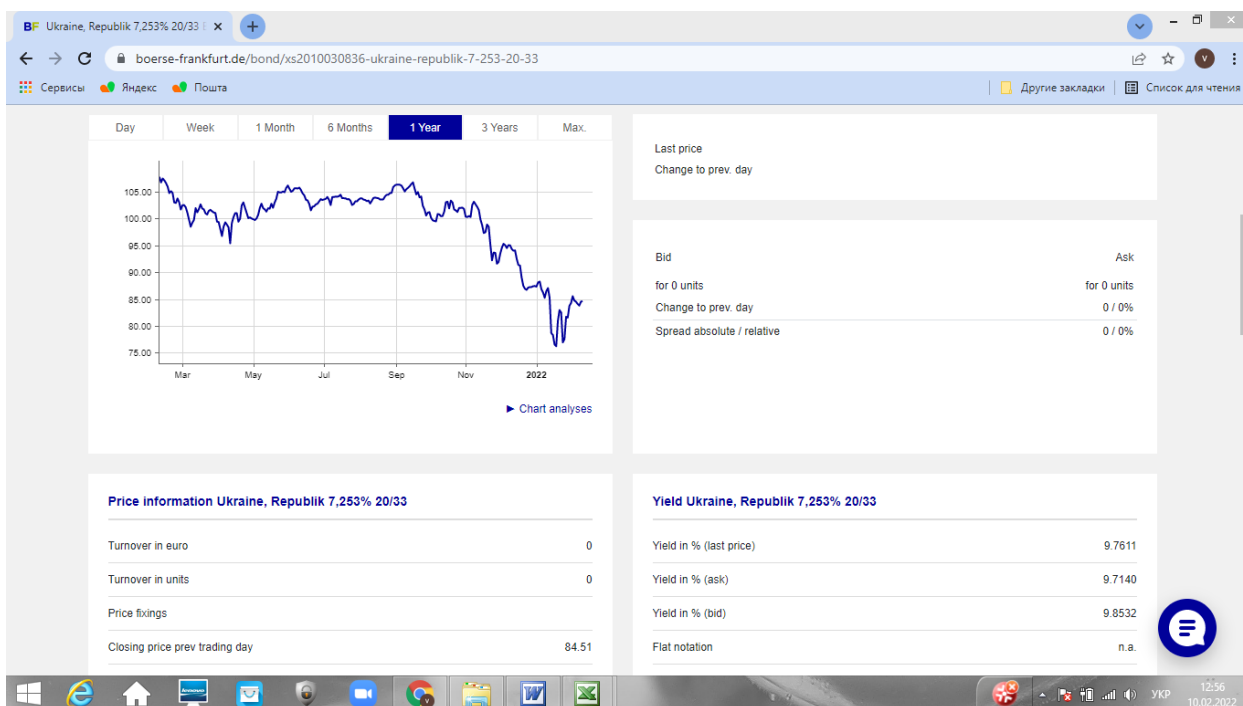 BF Ukraine, Republik 7,253% 20/33
boerse-frankfurt.de/bond/xs2010030836-ukraine-republik-7-253-20-33
V
Сервисы Яндекс Почта Другие закладки Список для чтения
Day Week 1 Month 6 Months 1 Year 3 Years Max.
105.00
100.00
95.00
90.00
85.00
80.00
75.00
Mar May Jul Sep Nov 2022
► Chart analyses
Last price
Change to prev. day
Bid Ask
for 0 units for 0 units
Change to prev. day 0 / 0%
Spread absolute / relative 0 / 0%
Price information Ukraine, Republik 7,253% 20/33
Turnover in euro 0
Turnover in units 0
Price fixings
Closing price prev trading day 84.51
Yield Ukraine, Republik 7,253% 20/33
Yield in % (last price) 9.7611
Yield in % (ask) 9.7140
Yield in % (bid) 9.8532
Flat notation n.a.
lenovo
УКР
12:56
10.02.2022